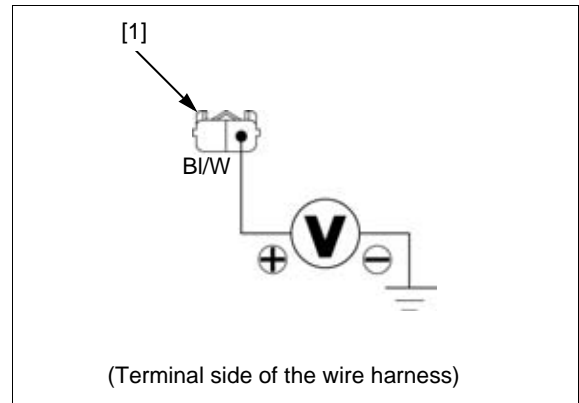 [1]
Bl/W
V
+ −
(Terminal side of the wire harness)